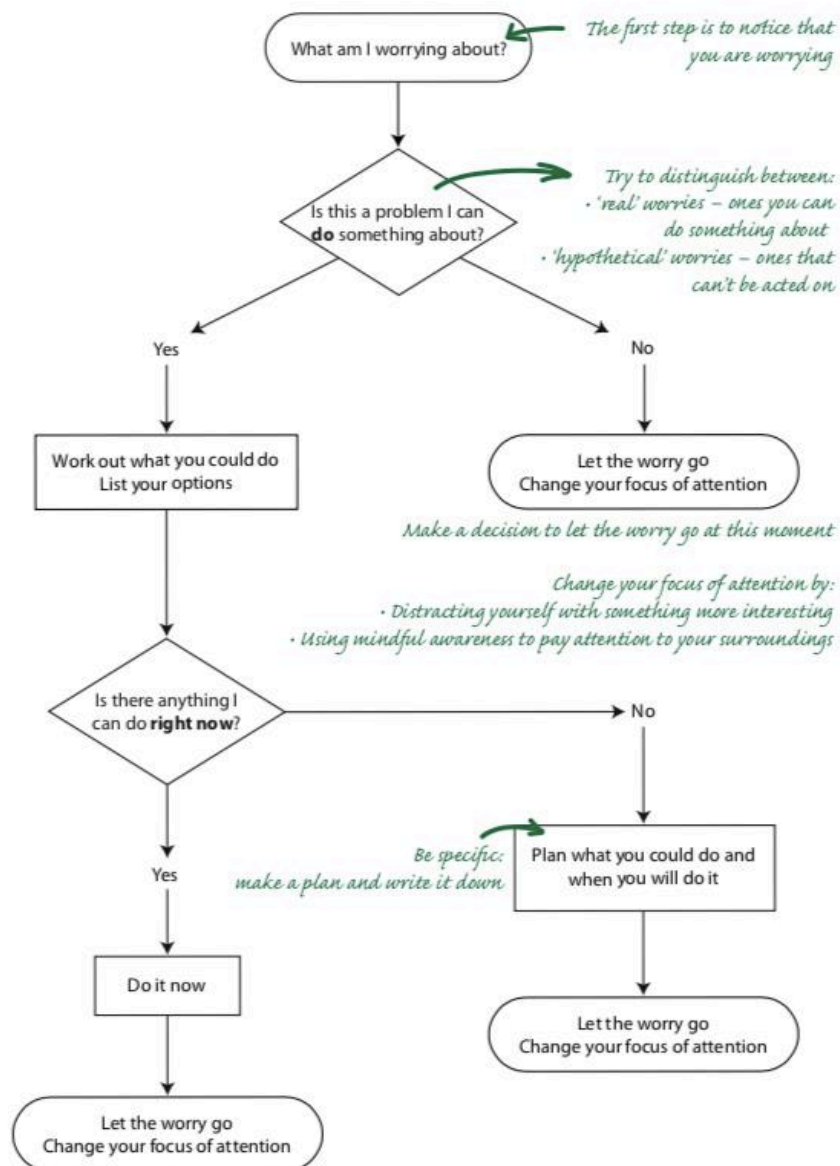 What am I worrying about?
The first step is to notice that
you are worrying
Is this a problem I can
do something about?
Try to distinguish between:
• 'real' worries – ones you can
do something about
• 'hypothetical' worries – ones that
can't be acted on
Yes
No
Work out what you could do
List your options
Let the worry go
Change your focus of attention
Make a decision to let the worry go at this moment
Change your focus of attention by:
• Distracting yourself with something more interesting
• Using mindful awareness to pay attention to your surroundings
Is there anything I
can do right now?
No
Yes
Be specific:
make a plan and write it down
Plan what you could do and
when you will do it
Do it now
Let the worry go
Change your focus of attention
Let the worry go
Change your focus of attention